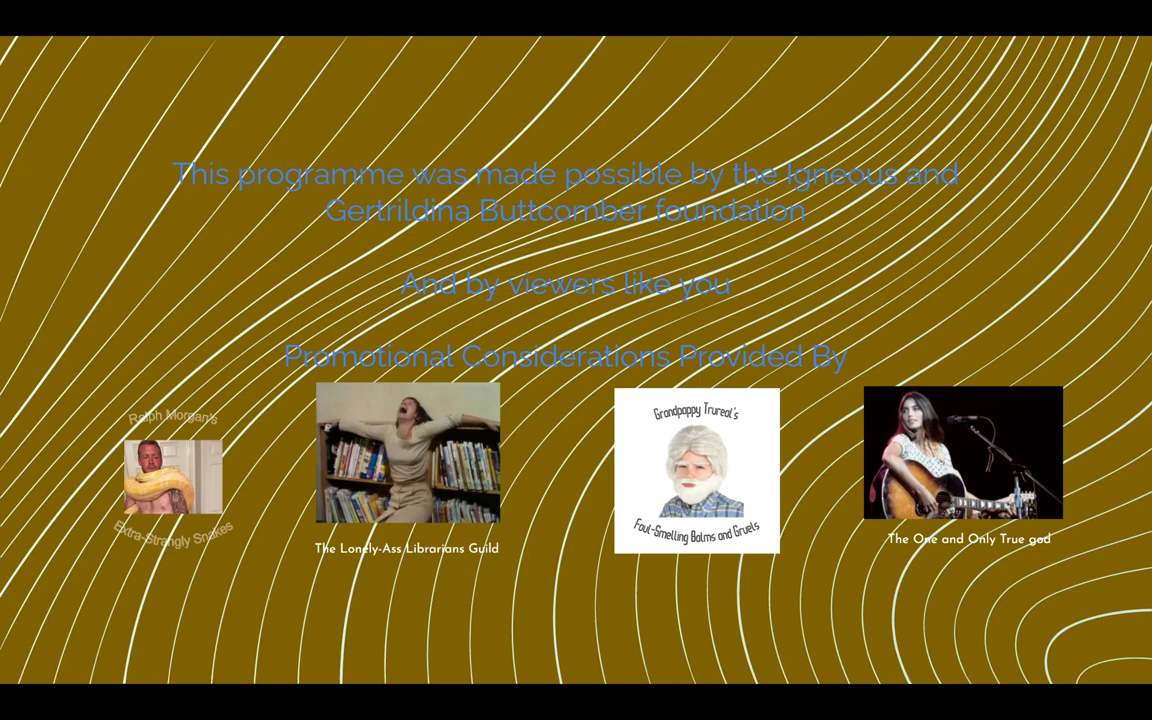 This programme was made possible by the Igneous and
Gertrildina Buttcomber foundation
And by viewers like you
Promotional Considerations Provided By
Ralph Morgan's
Extra-Strangly Snakes
The Lonely-Ass Librarians Guild
Grandpappy Trureat's
Foul-Smelling Balms and Gruels
The One and Only True god